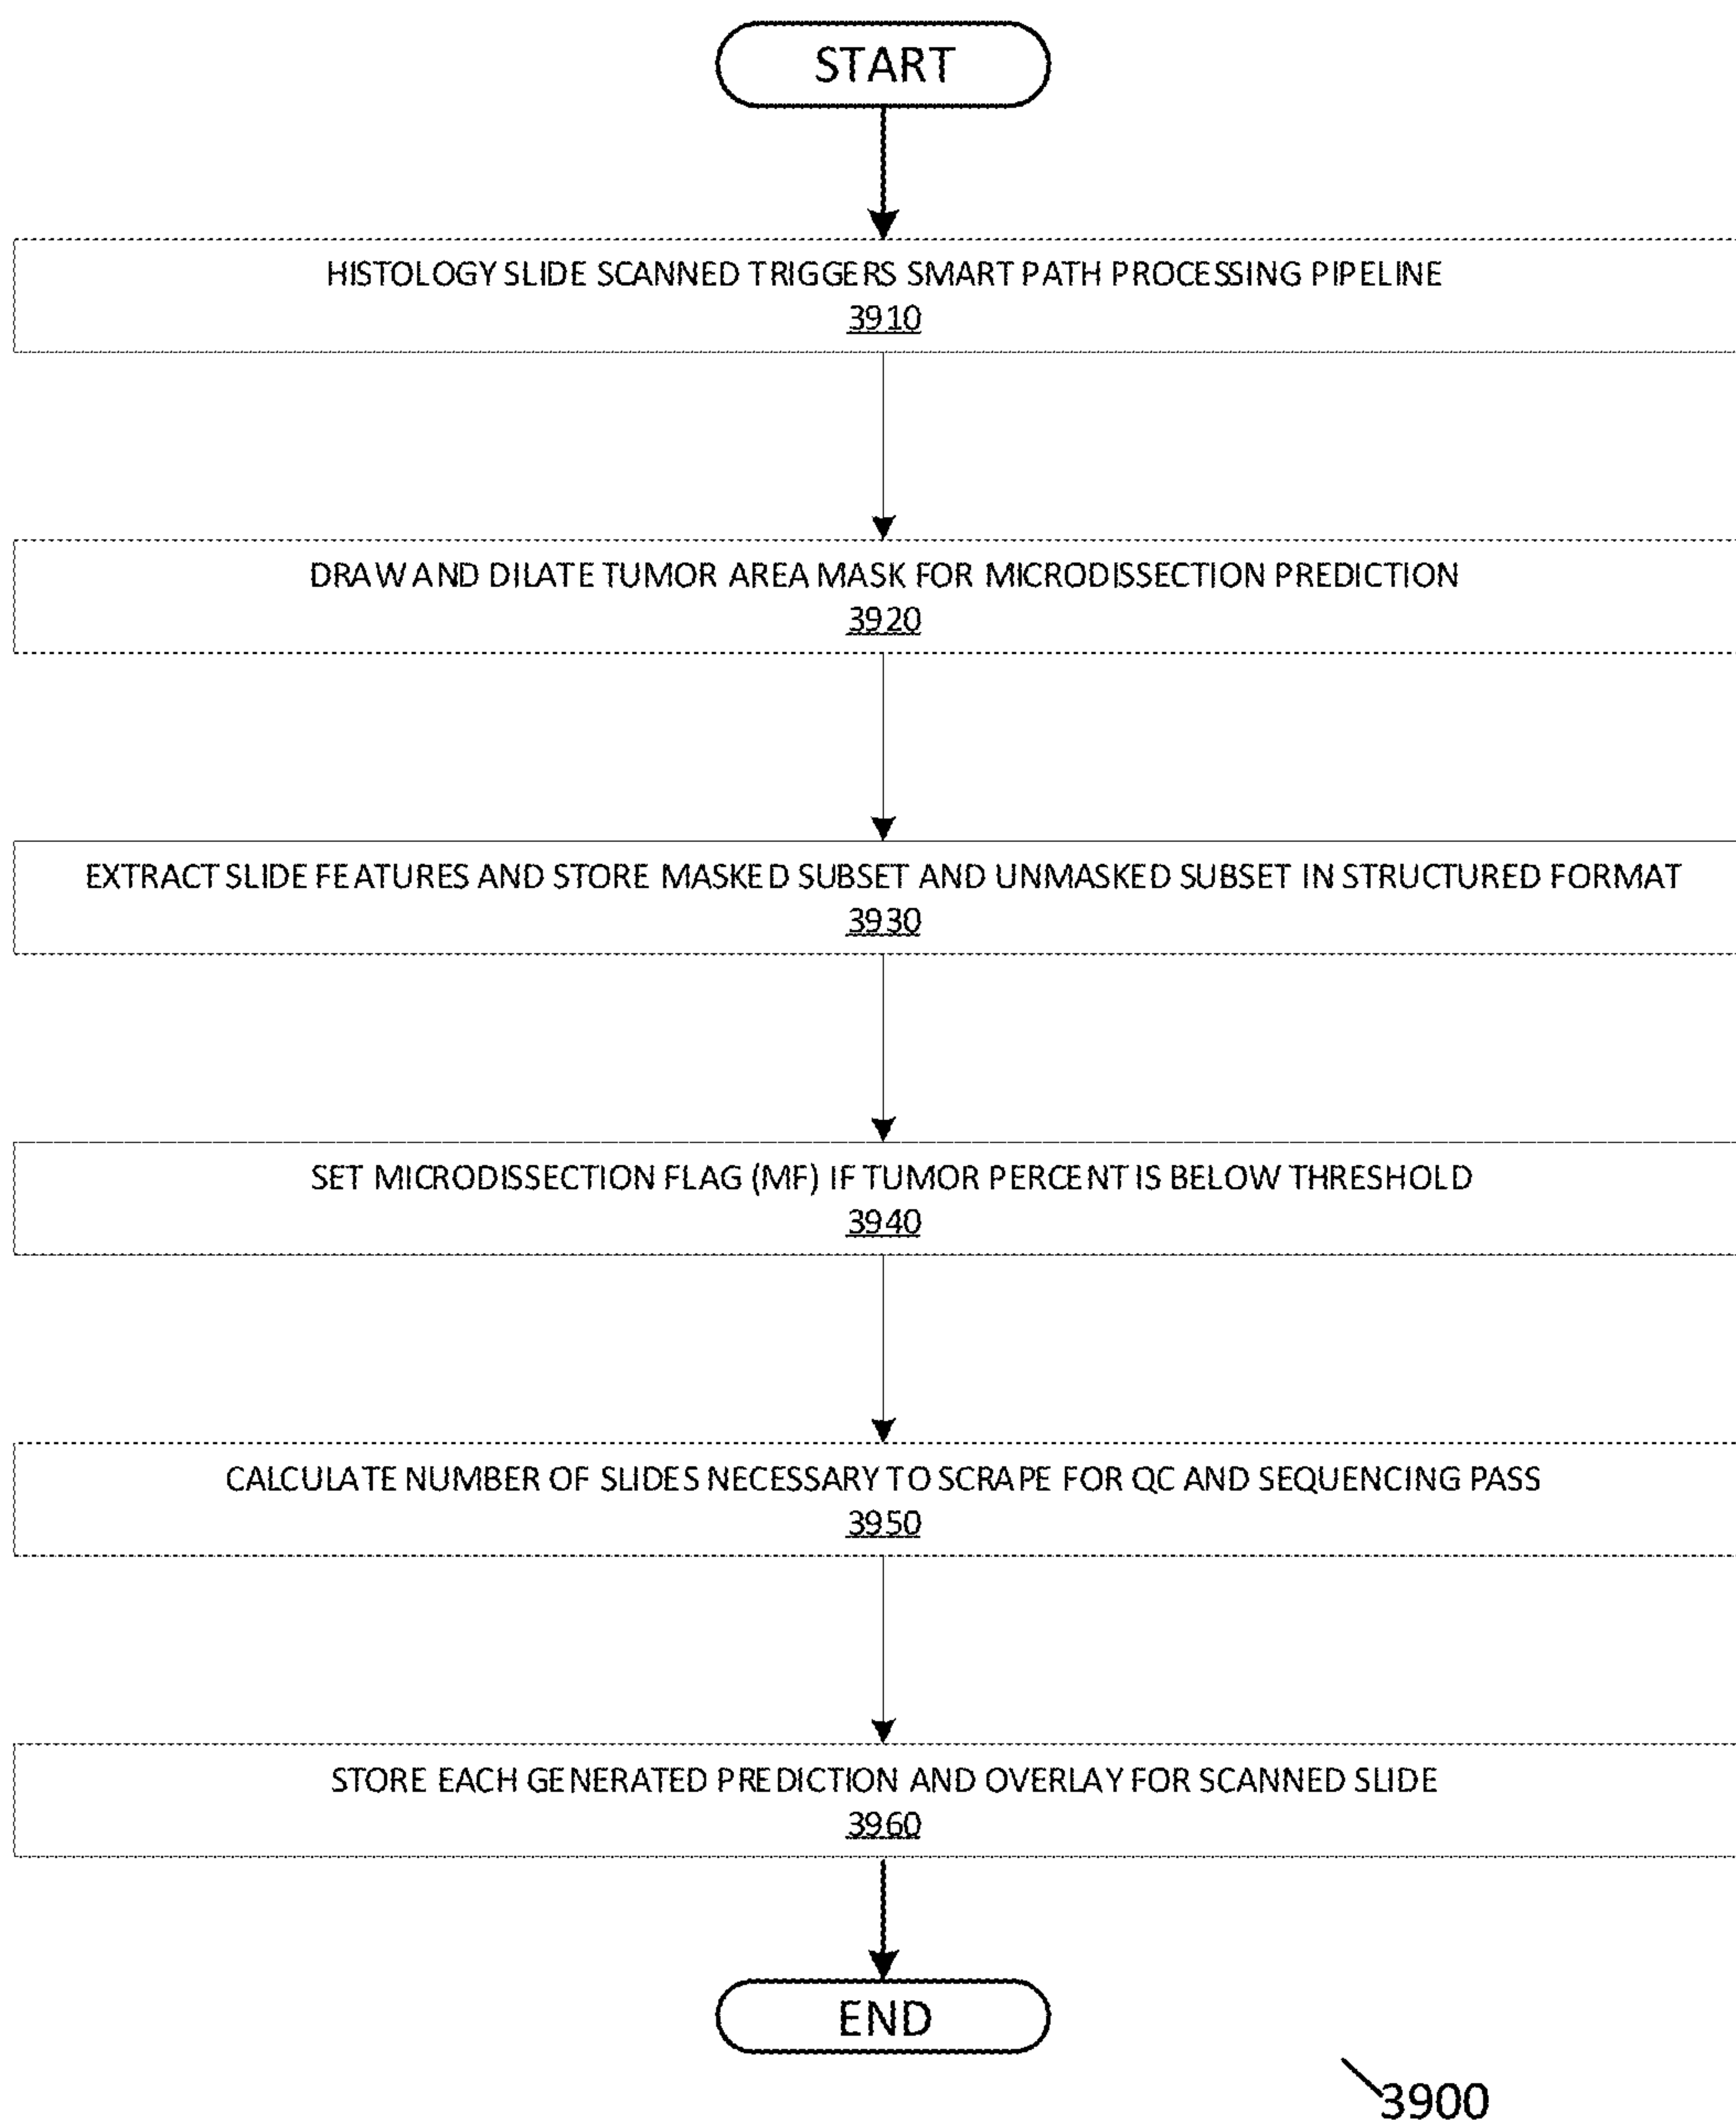 START
HISTOLOGY SLIDE SCANNED TRIGGERS SMART PATH PROCESSING PIPELINE
3910
DRAW AND DILATE TUMOR AREA MASK FOR MICRODISSECTION PREDICTION
3920
EXTRACT SLIDE FEATURES AND STORE MASKED SUBSET AND UNMASKED SUBSET IN STRUCTURED FORMAT
3930
SET MICRODISSECTION FLAG (MF) IF TUMOR PERCENT IS BELOW THRESHOLD
3940
CALCULATE NUMBER OF SLIDES NECESSARY TO SCRAPE FOR QC AND SEQUENCING PASS
3950
STORE EACH GENERATED PREDICTION AND OVERLAY FOR SCANNED SLIDE
3960
END
3900